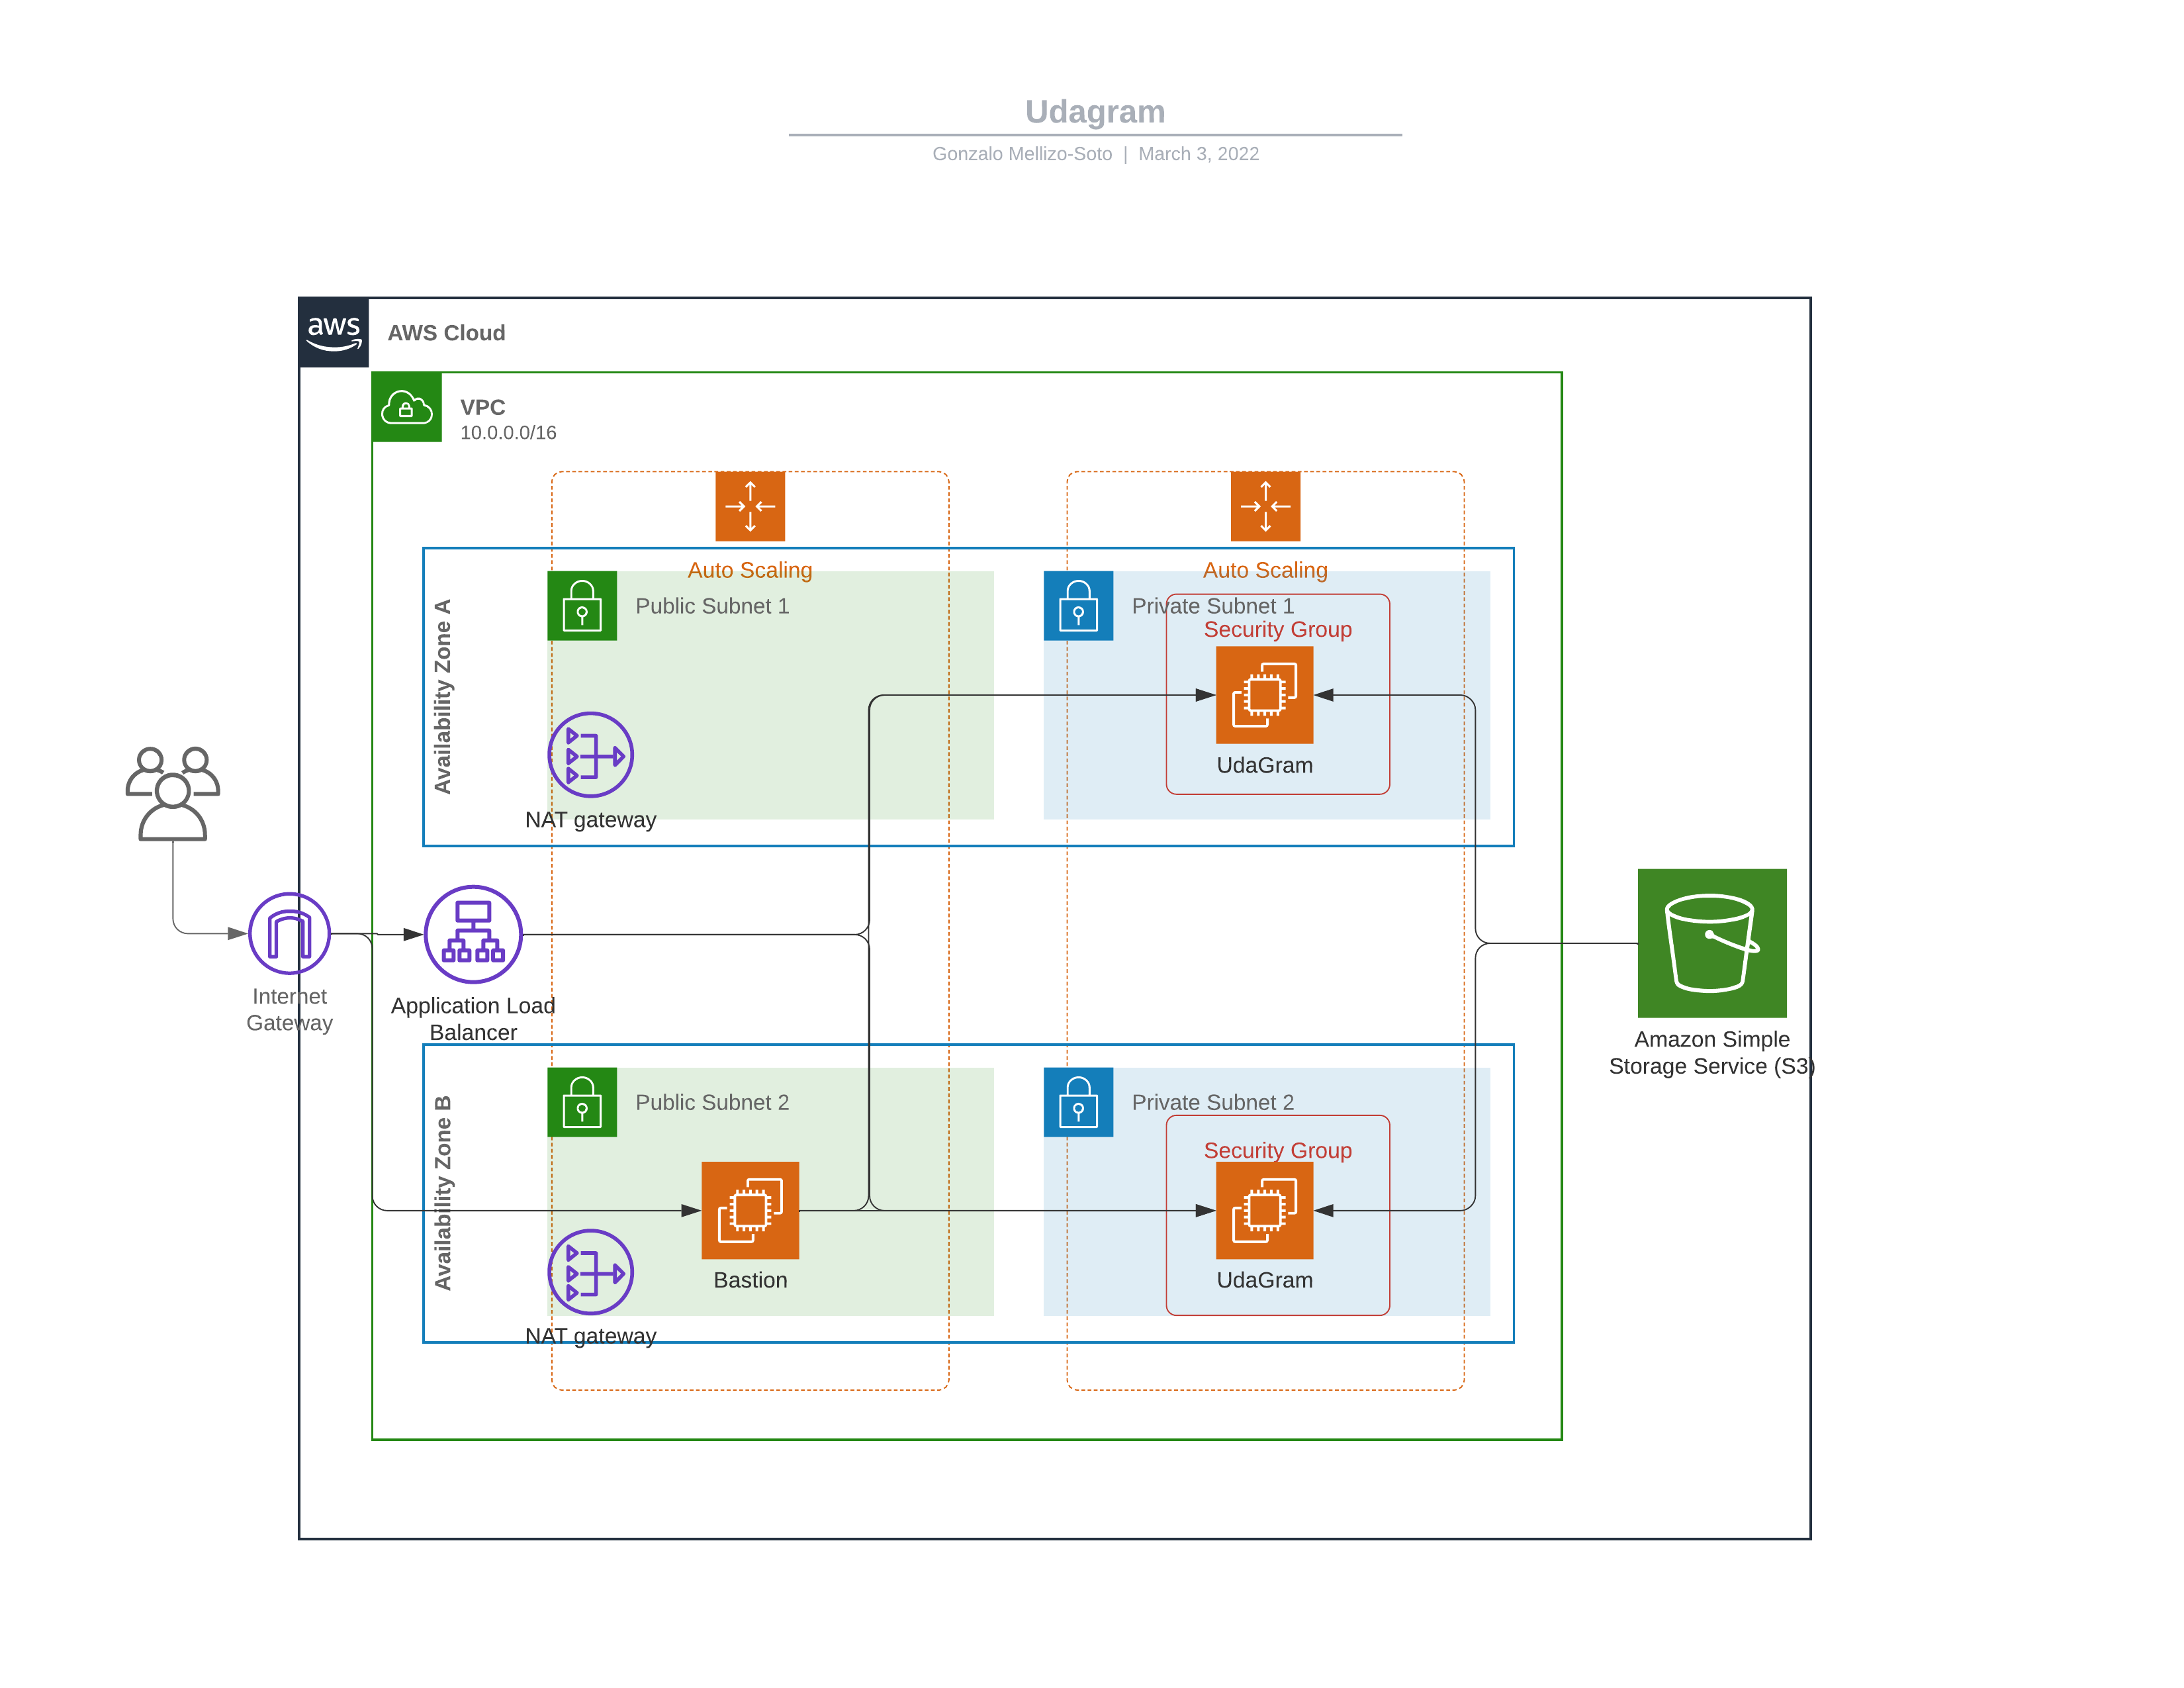 Udagram
Gonzalo Mellizo-Soto | March 3, 2022
aws
AWS Cloud
VPC
10.0.0.0/16
Auto Scaling
Auto Scaling
Availability Zone A
Public Subnet 1
Private Subnet 1
Security Group
UdaGram
NAT gateway
Internet
Gateway
Application Load
Balancer
Amazon Simple
Storage Service (S3)
Availability Zone B
Public Subnet 2
Private Subnet 2
Security Group
Bastion
UdaGram
NAT gateway